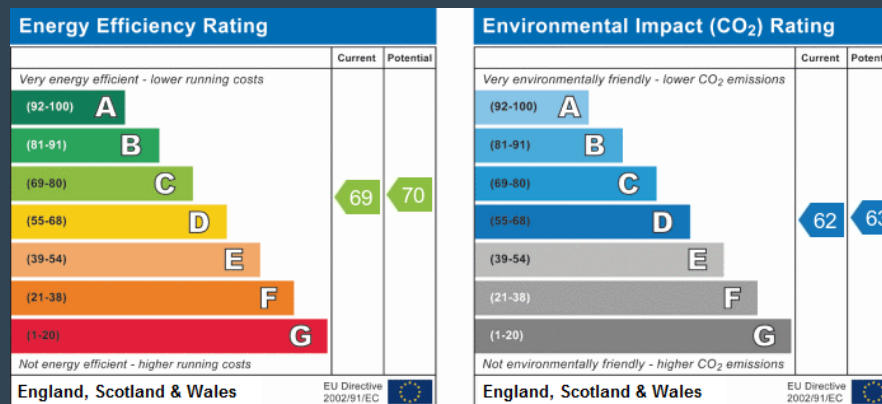 Energy Efficiency Rating
Current Potential
Very energy efficient - lower running costs
(92-100) A
(81-91) B
(69-80) C
69 70
(55-68) D
(39-54) E
(21-38) F
(1-20) G
Not energy efficient - higher running costs
England, Scotland & Wales
EU Directive
2002/91/EC
Environmental Impact (CO₂) Rating
Current Potent
Very environmentally friendly - lower CO₂ emissions
(92-100) A
(81-91) B
(69-80) C
(55-68) D
62 63
(39-54) E
(21-38) F
(1-20) G
Not environmentally friendly - higher CO₂ emissions
England, Scotland & Wales
EU Directive
2002/91/EC